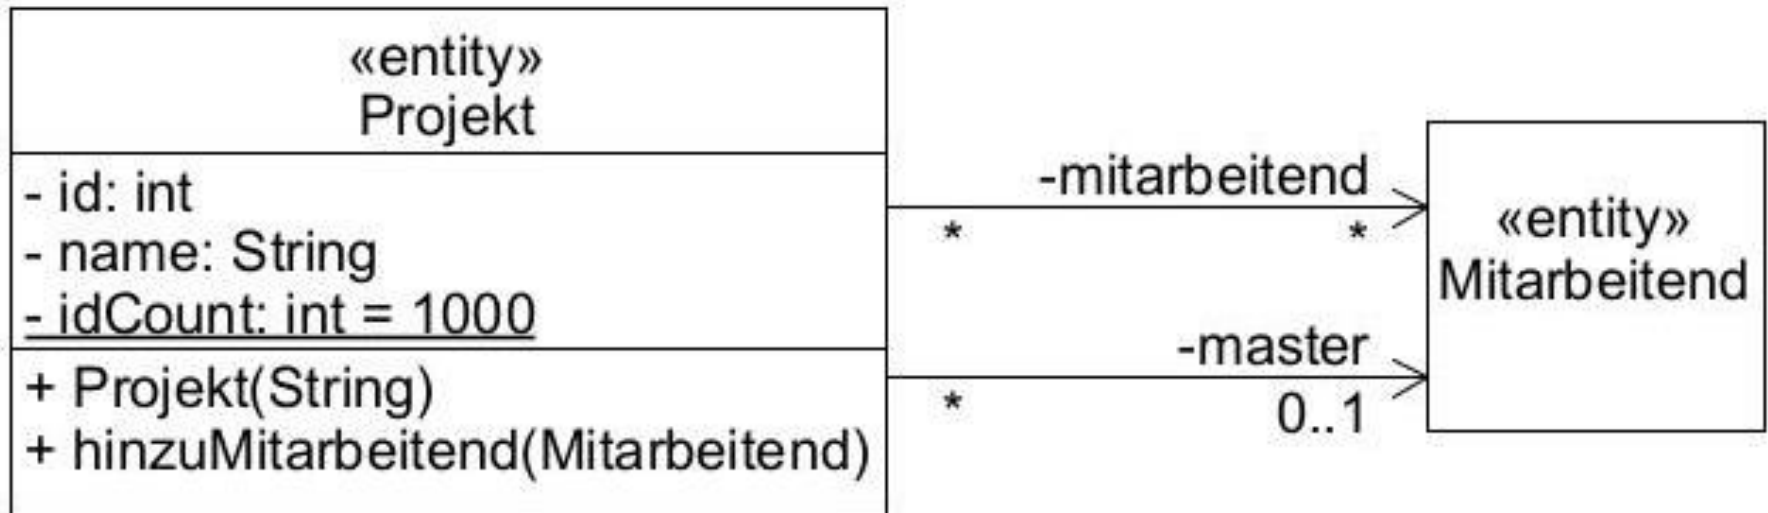 «entity»
Projekt
- id: int
- name: String
- idCount: int = 1000
+ Projekt(String)
+ hinzuMitarbeitend(Mitarbeitend)
-mitarbeitend
* *
-master
* 0..1
«entity»
Mitarbeitend